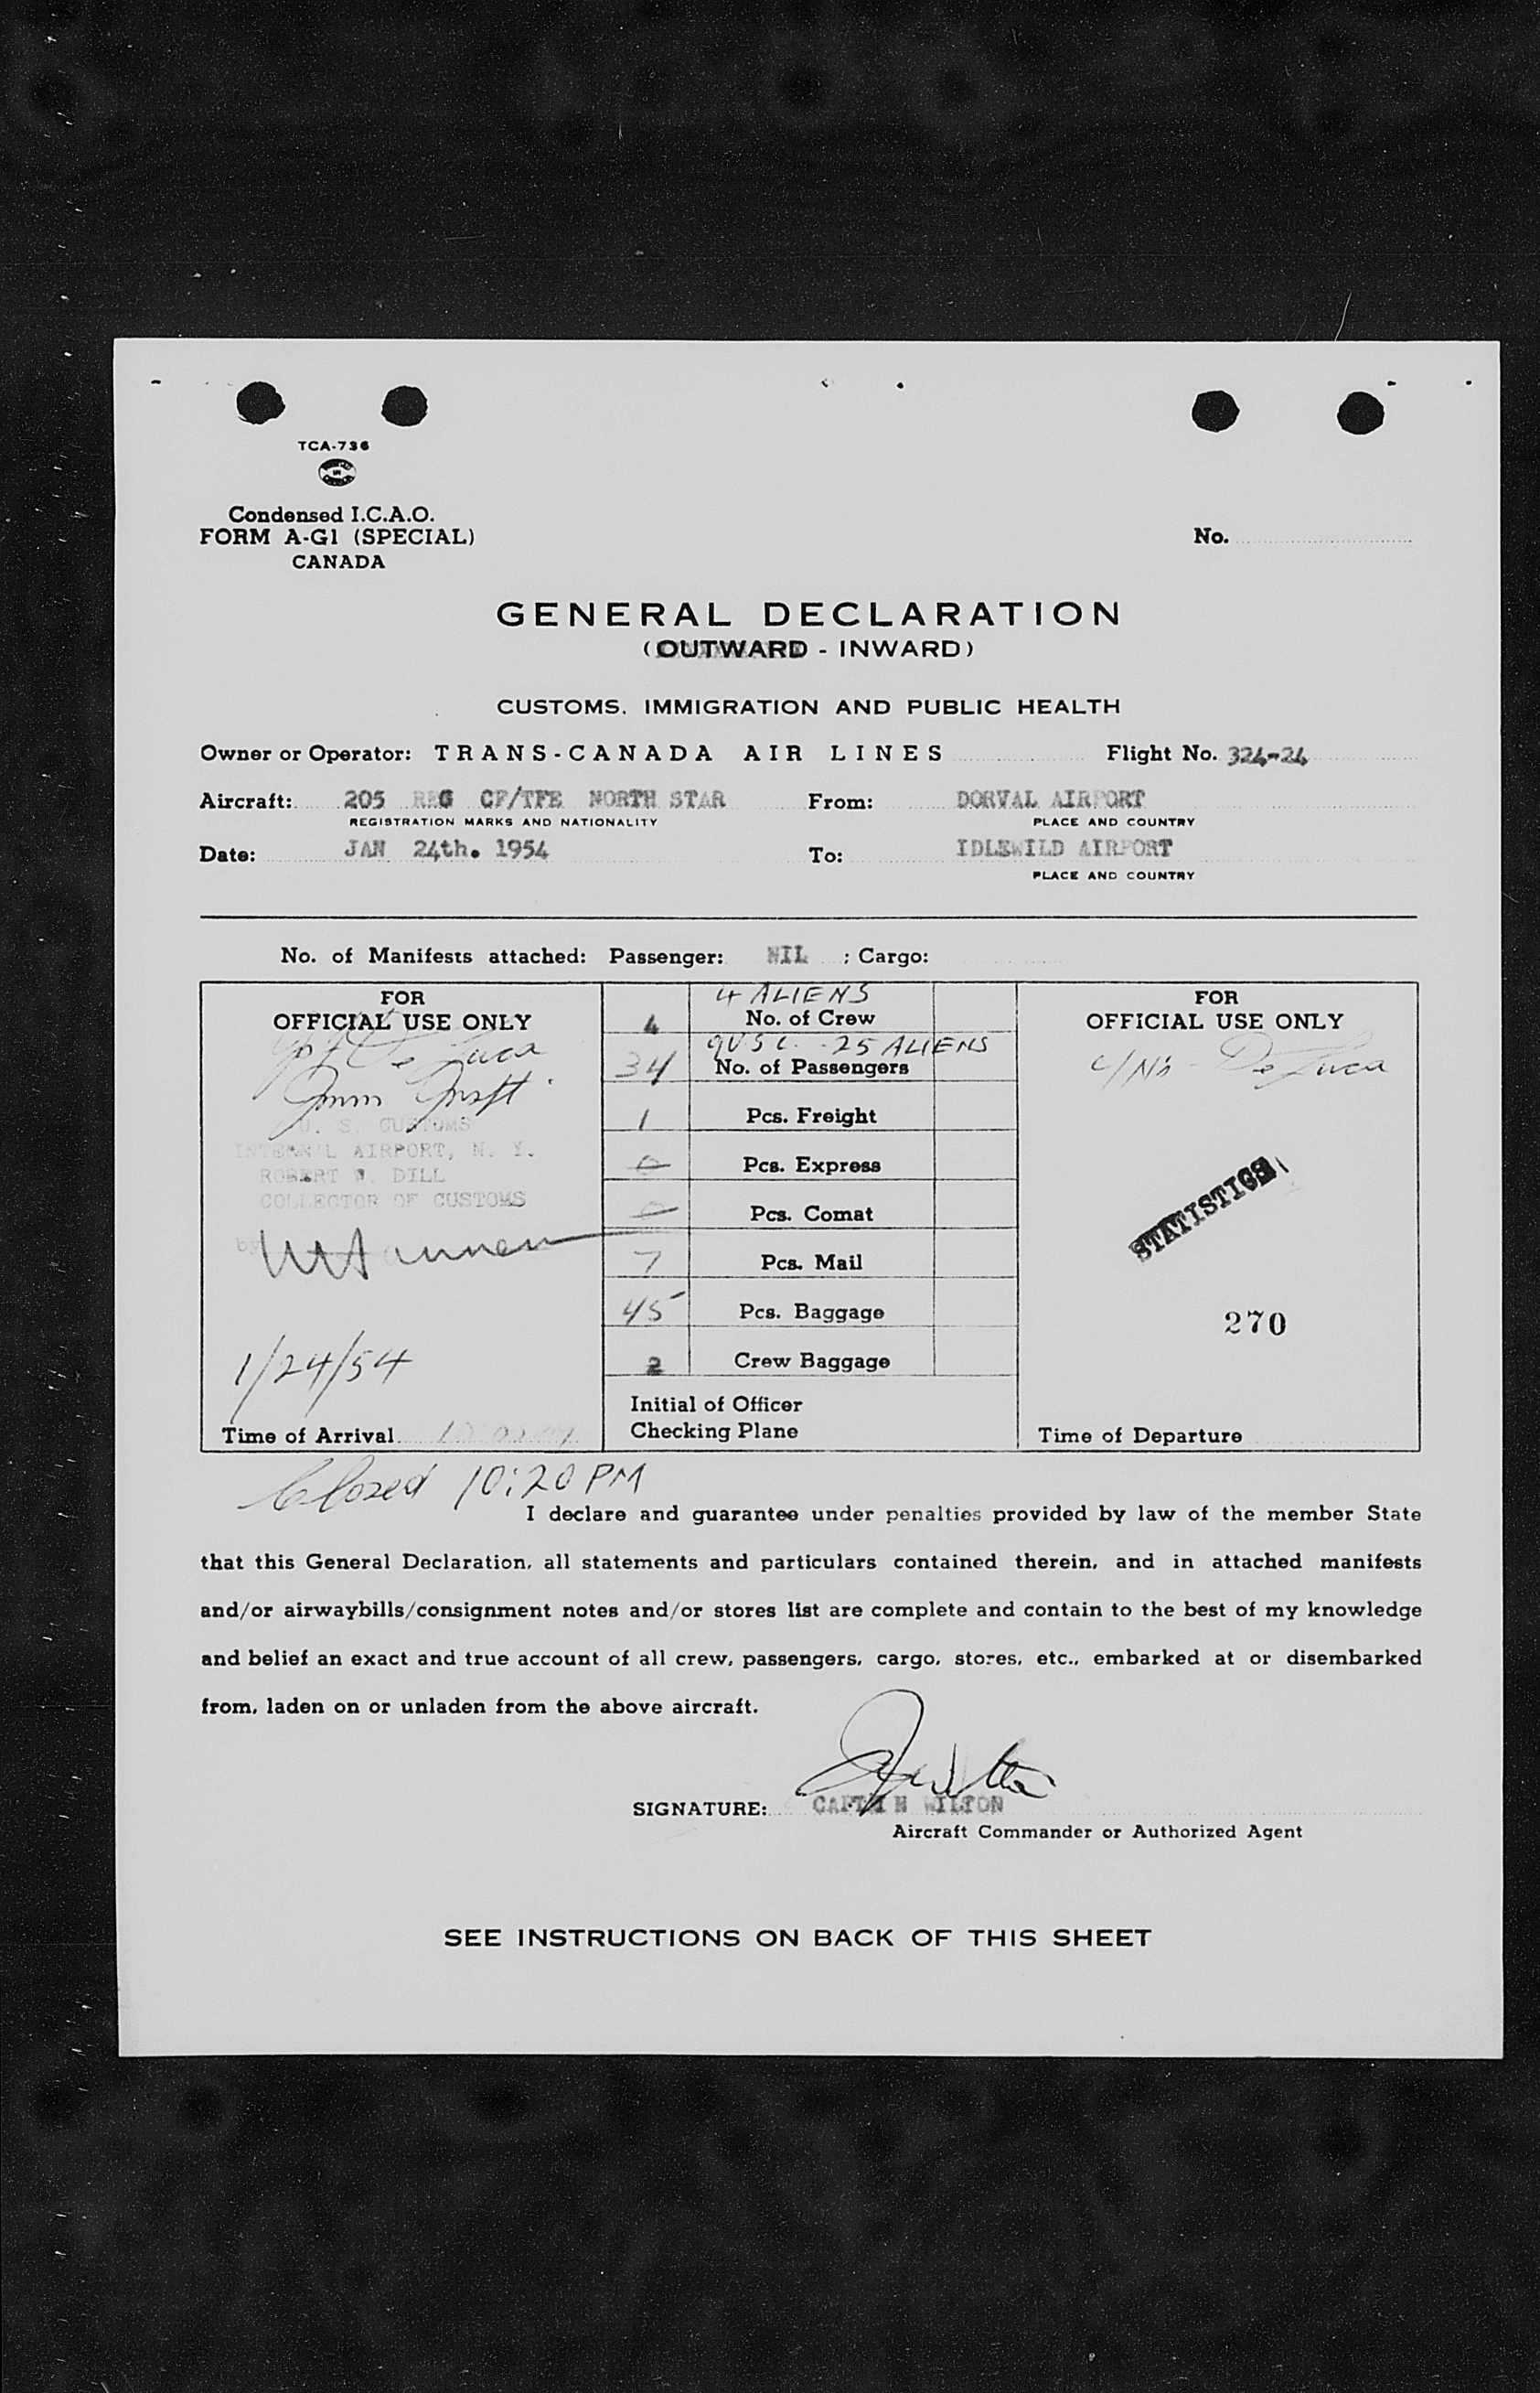 TCA-736
Condensed I.C.A.O.
FORM A-G1 (SPECIAL)
CANADA
No.
GENERAL DECLARATION
(OUTWARD - INWARD)
CUSTOMS, IMMIGRATION AND PUBLIC HEALTH
Owner or Operator: TRANS-CANADA AIR LINES Flight No. 324-24
Aircraft: 205 REG CF/TFE NORTH STAR From: DORVAL AIRPORT
REGISTRATION MARKS AND NATIONALITY PLACE AND COUNTRY
Date: JAN 24th. 1954 To: IDLEWILD AIRPORT
PLACE AND COUNTRY
No. of Manifests attached: Passenger: NIL ; Cargo:
FOR OFFICIAL USE ONLY
De Luca
U. S. CUSTOMS
AIRPORT, N. Y.
ROBERT W. DILL
COLLECTOR OF CUSTOMS
by
1/24/54
Time of Arrival
4 ALIENS
4 No. of Crew
9 USC. - 25 ALIENS
34 No. of Passengers
1 Pcs. Freight
0 Pcs. Express
0 Pcs. Comat
7 Pcs. Mail
45 Pcs. Baggage
2 Crew Baggage
Initial of Officer
Checking Plane
FOR OFFICIAL USE ONLY
De Luca
STATISTICS
270
Time of Departure
Closed 10:20 PM
I declare and guarantee under penalties provided by law of the member State
that this General Declaration, all statements and particulars contained therein, and in attached manifests
and/or airwaybills/consignment notes and/or stores list are complete and contain to the best of my knowledge
and belief an exact and true account of all crew, passengers, cargo, stores, etc., embarked at or disembarked
from, laden on or unladen from the above aircraft.
SIGNATURE: WILTON
Aircraft Commander or Authorized Agent
SEE INSTRUCTIONS ON BACK OF THIS SHEET